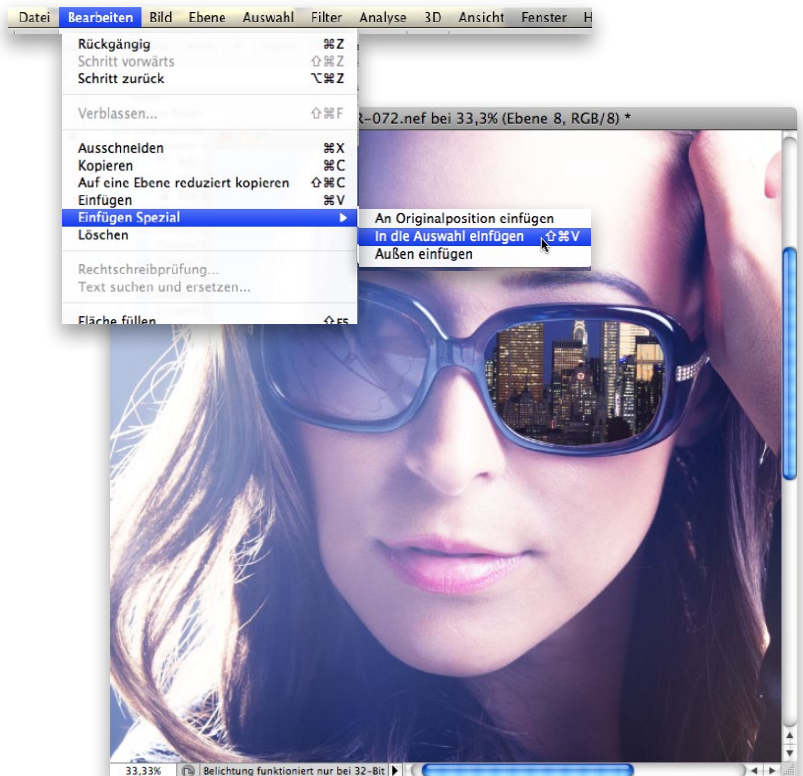 Datei Bearbeiten Bild Ebene Auswahl Filter Analyse 3D Ansicht Fenster H
Rückgängig ⌘Z
Schritt vorwärts ⇧⌘Z
Schritt zurück ⌥⌘Z
Verblassen... ⇧⌘F
Ausschneiden ⌘X
Kopieren ⌘C
Auf eine Ebene reduziert kopieren ⇧⌘C
Einfügen ⌘V
Einfügen Spezial ▶
Löschen
Rechtschreibprüfung...
Text suchen und ersetzen...
Fläche füllen ⇧F5
R-072.nef bei 33,3% (Ebene 8, RGB/8) *
An Originalposition einfügen
In die Auswahl einfügen ⇧⌘V
Außen einfügen
33,33% Belichtung funktioniert nur bei 32-Bit